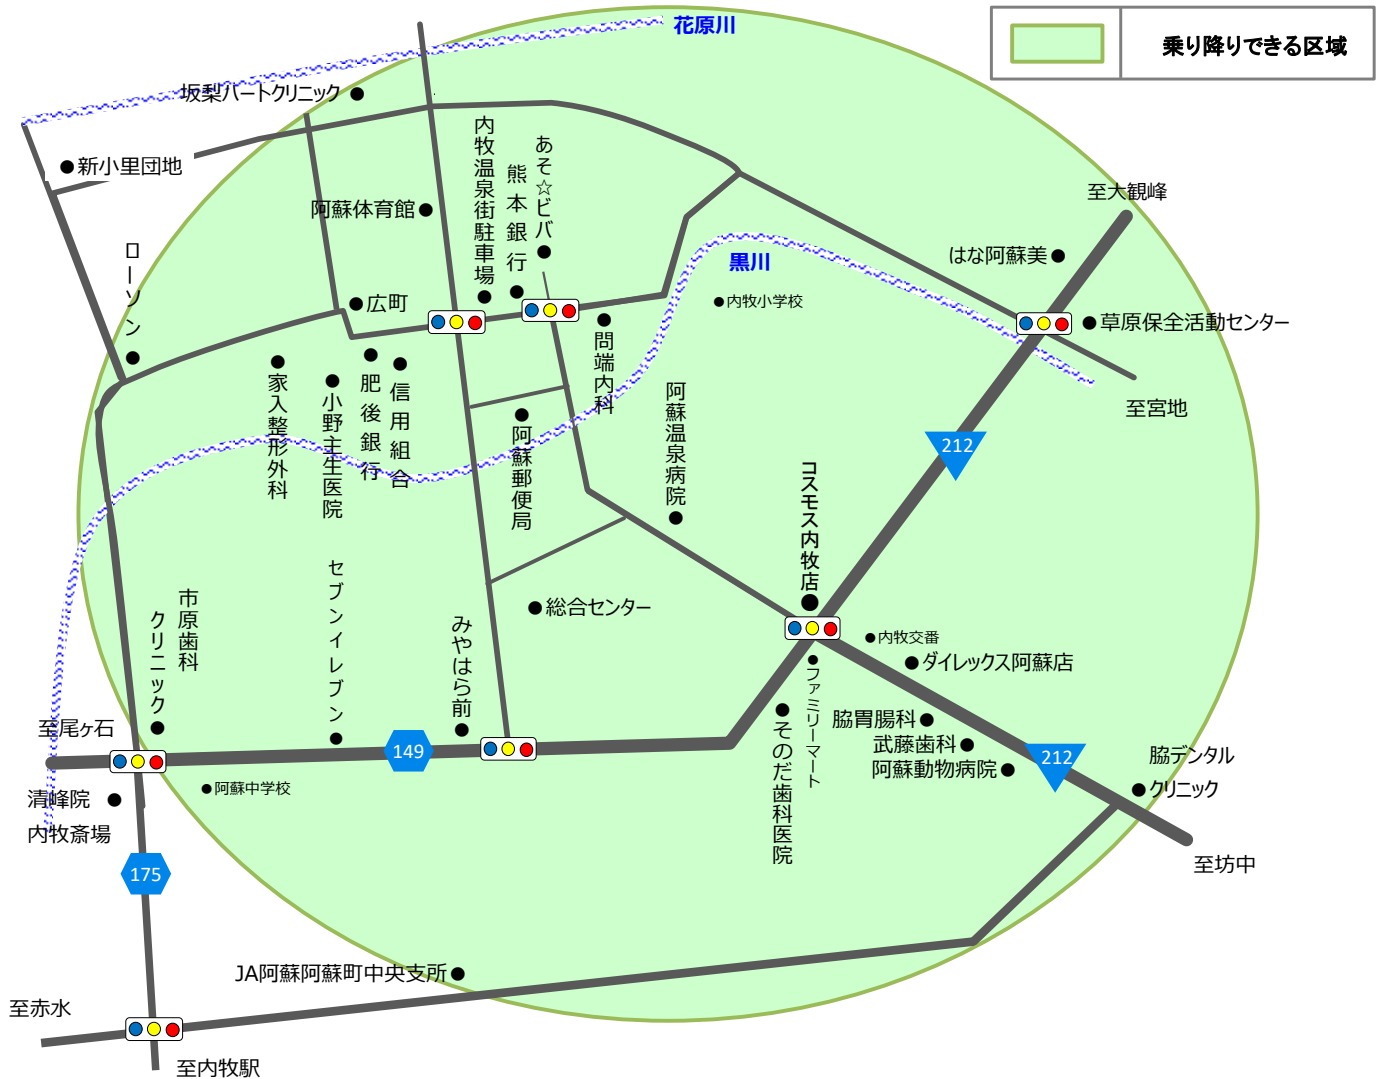 花原川
乗り降りできる区域
坂梨ハートクリニック
新小里団地
内牧温泉街駐車場
熊本銀行
あそ☆ビバ
阿蘇体育館
至大観峰
はな阿蘇美
黒川
ローソン
広町
内牧小学校
草原保全活動センター
至宮地
家入整形外科
小野主生医院
肥後銀行
信用組合
阿蘇郵便局
問端内科
阿蘇温泉病院
212
コスモス内牧店
市原歯科
クリニック
セブンイレブン
みやはら前
総合センター
内牧交番
ダイレックス阿蘇店
ファミリーマート
そのだ歯科医院
脇胃腸科
武藤歯科
阿蘇動物病院
212
脇デンタル
クリニック
至尾ヶ石
149
阿蘇中学校
清峰院
内牧斎場
175
至坊中
JA阿蘇阿蘇町中央支所
至赤水
至内牧駅